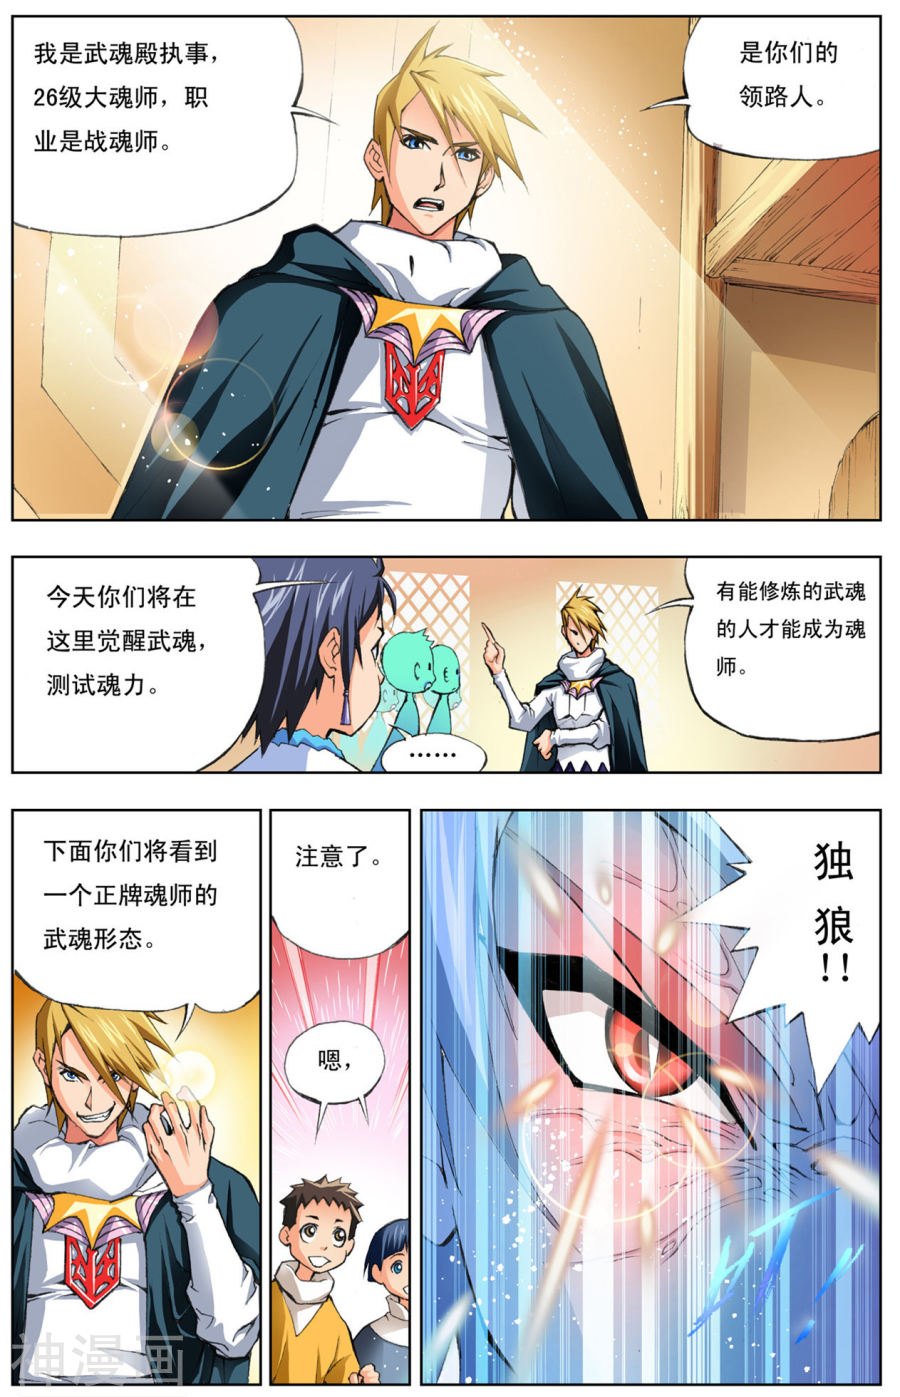 我是武魂殿执事，
26级大魂师，职
业是战魂师。
是你们的
领路人。
今天你们将在
这里觉醒武魂，
测试魂力。
……
有能修炼的武魂
的人才能成为魂
师。
下面你们将看到
一个正牌魂师的
武魂形态。
注意了。
嗯，
独
狼!!
神漫画